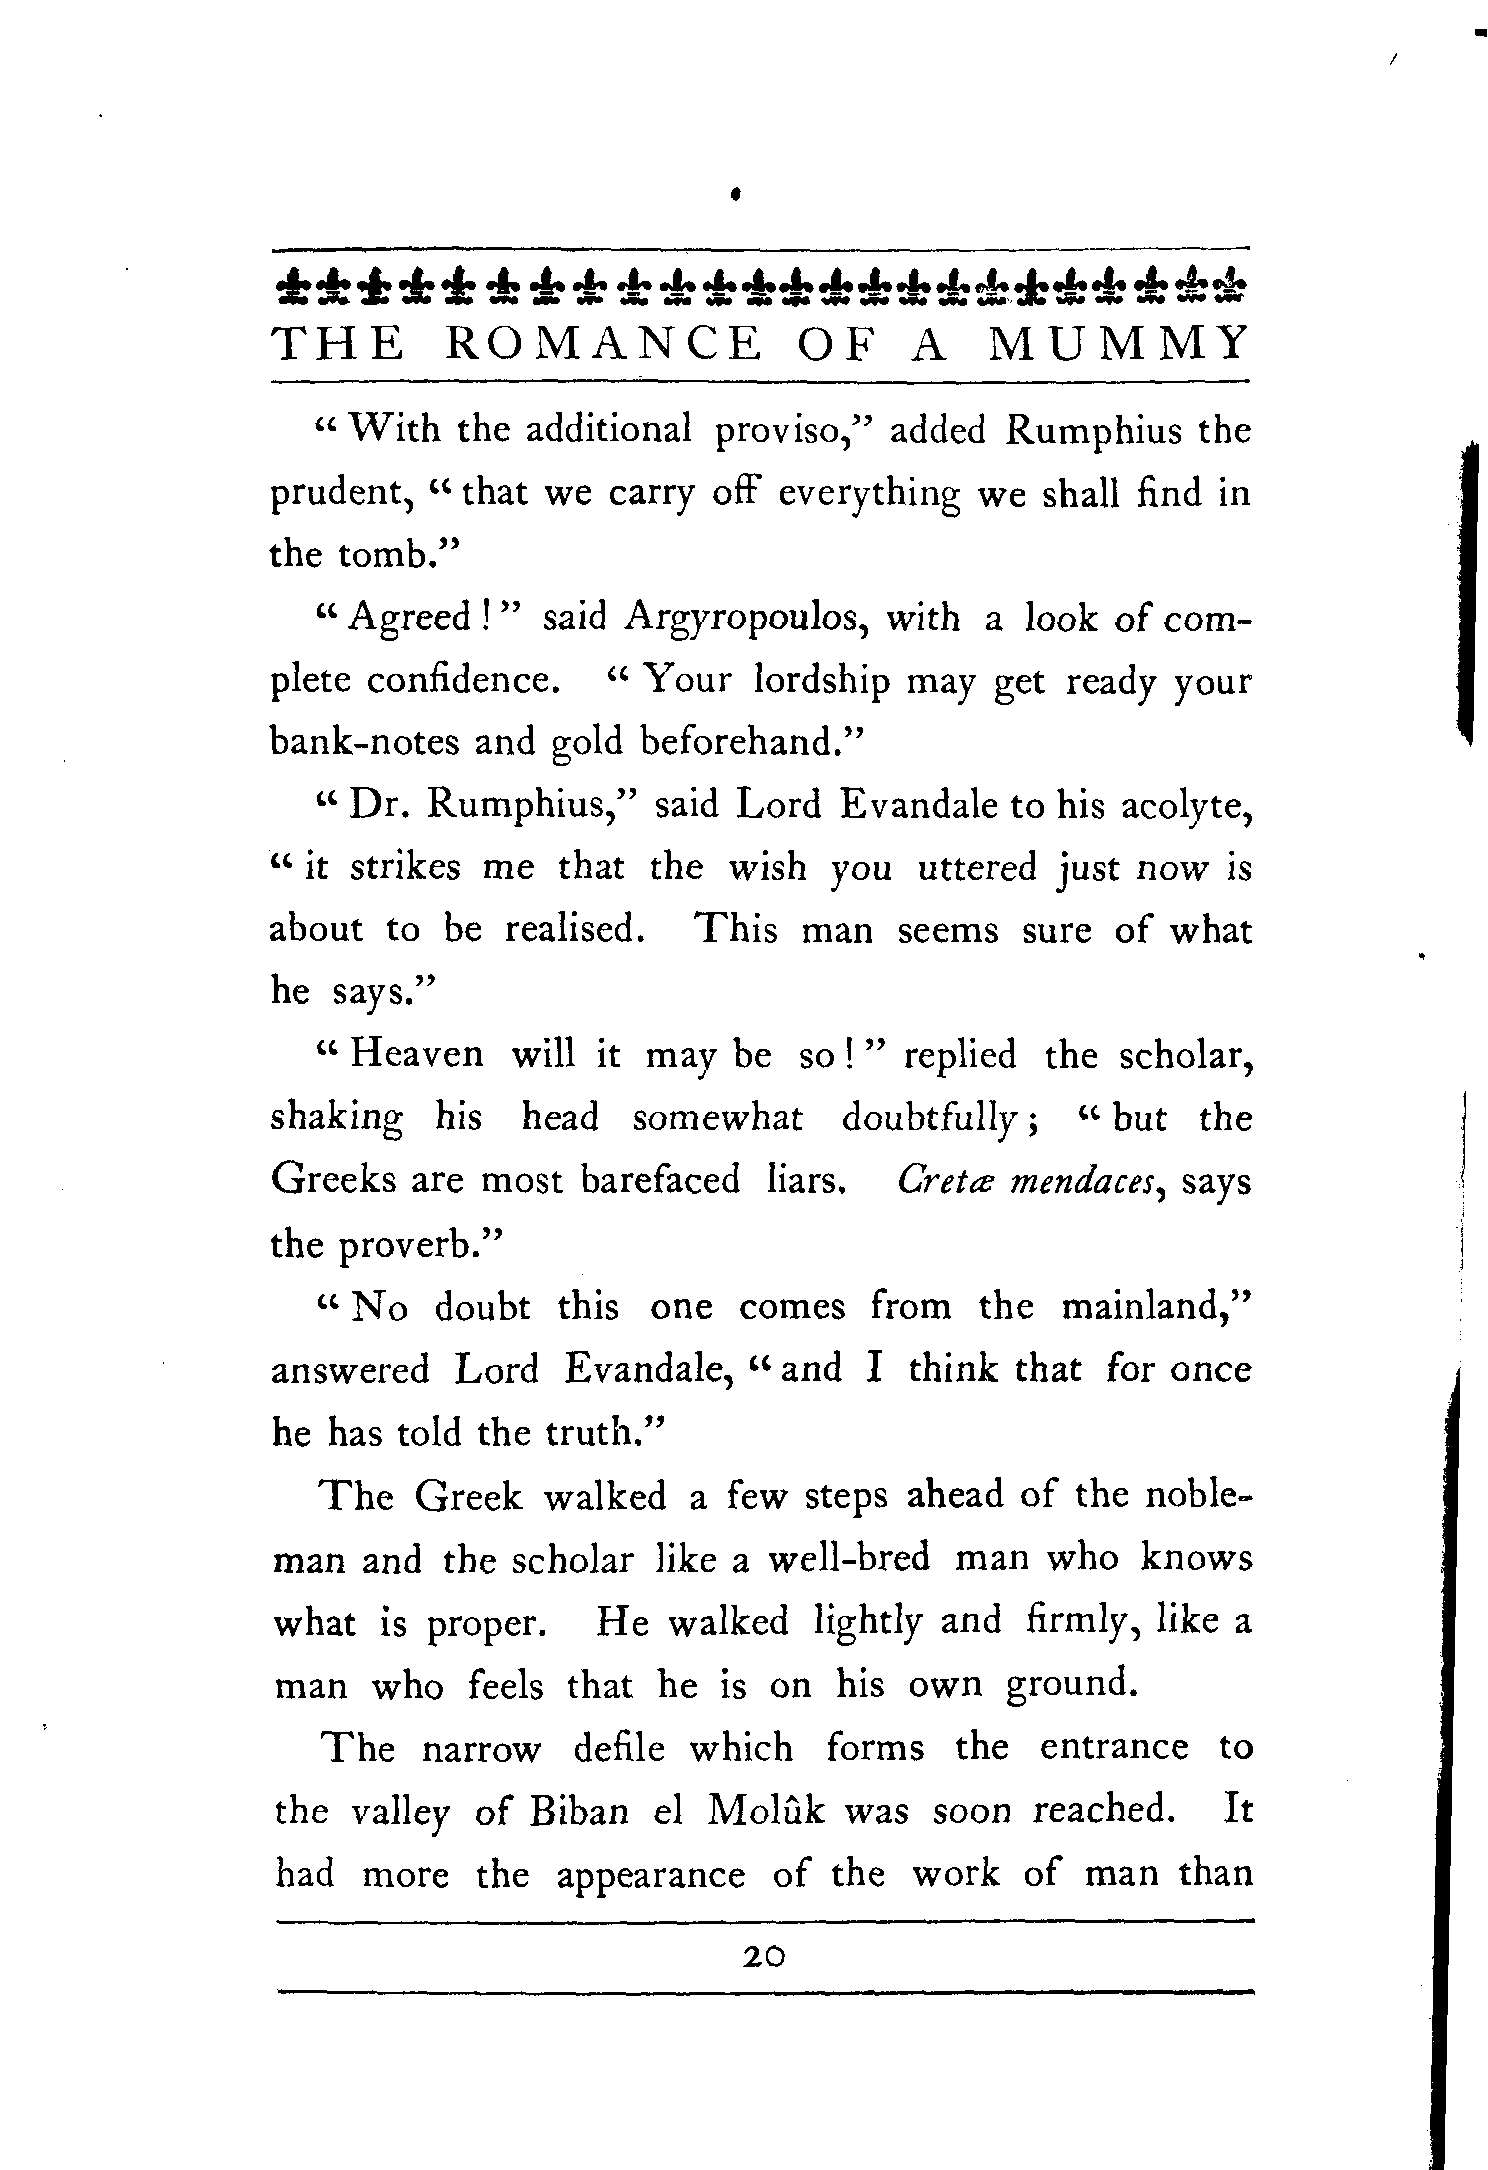 THE ROMANCE OF A MUMMY
“ With the additional proviso,” added Rumphius the
prudent, “ that we carry off everything we shall find in
the tomb.”
“ Agreed ! ” said Argyropoulos, with a look of com-
plete confidence. “ Your lordship may get ready your
bank-notes and gold beforehand.”
“ Dr. Rumphius,” said Lord Evandale to his acolyte,
“ it strikes me that the wish you uttered just now is
about to be realised. This man seems sure of what
he says.”
“ Heaven will it may be so ! ” replied the scholar,
shaking his head somewhat doubtfully ; “ but the
Greeks are most barefaced liars. Cretæ mendaces, says
the proverb.”
“ No doubt this one comes from the mainland,”
answered Lord Evandale, “ and I think that for once
he has told the truth.”
The Greek walked a few steps ahead of the noble-
man and the scholar like a well-bred man who knows
what is proper. He walked lightly and firmly, like a
man who feels that he is on his own ground.
The narrow defile which forms the entrance to
the valley of Biban el Molûk was soon reached. It
had more the appearance of the work of man than
20